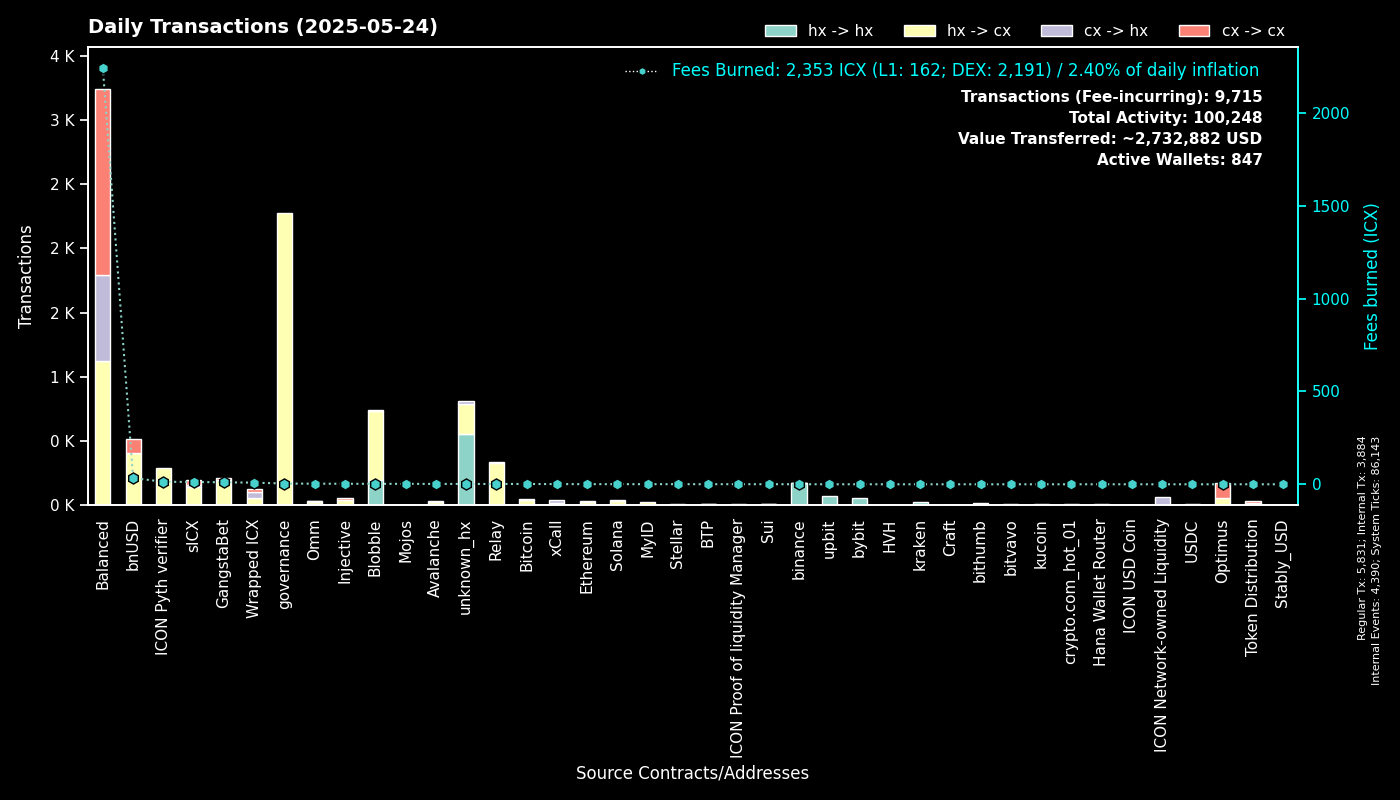 Daily Transactions (2025-05-24)
hx -> hx
hx -> cx
cx -> hx
cx -> cx
Fees Burned: 2,353 ICX (L1: 162; DEX: 2,191) / 2.40% of daily inflation
Transactions (Fee-incurring): 9,715
Total Activity: 100,248
Value Transferred: ~2,732,882 USD
Active Wallets: 847
Transactions
4 K
3 K
2 K
2 K
2 K
1 K
0 K
0 K
2000
1500
1000
500
0
Fees burned (ICX)
Balanced
bnUSD
ICON Pyth verifier
sICX
GangstaBet
Wrapped ICX
governance
Omm
Injective
Blobble
Mojos
Avalanche
unknown_hx
Relay
Bitcoin
xCall
Ethereum
Solana
MyID
Stellar
BTP
ICON Proof of liquidity Manager
Sui
binance
upbit
bybit
HVH
kraken
Craft
bithumb
bitvavo
kucoin
crypto.com_hot_01
Hana Wallet Router
ICON USD Coin
ICON Network-owned Liquidity
USDC
Optimus
Token Distribution
Stably_USD
Source Contracts/Addresses
Regular Tx: 5,831; Internal Tx: 3,884
Internal Events: 4,390; System Ticks: 86,143